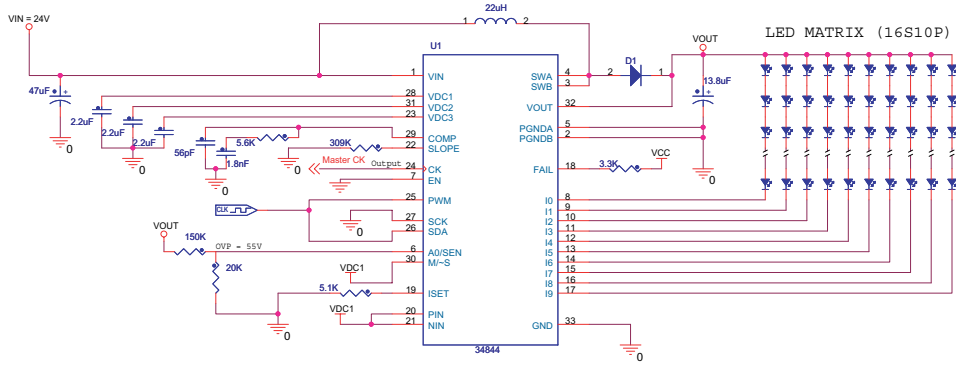 22uH
1 2
VIN = 24V
VOUT
LED MATRIX (16S10P)
U1
D1
47uF
13.8uF
1 VIN
28 VDC1
31 VDC2
23 VDC3
29 COMP
22 SLOPE
24 CK
7 EN
25 PWM
27 SCK
26 SDA
6 A0/SEN
30 M/~S
19 ISET
20 PIN
21 NIN
SWA 4
SWB 3
2 1
VOUT 32
PGNDA 5
PGNDB 2
FAIL 18
I0 8
I1 9
I2 10
I3 11
I4 12
I5 13
I6 14
I7 15
I8 16
I9 17
GND 33
34844
2.2uF
2.2uF
2.2uF
56pF
1.8nF
5.6K
309K
Master CK
Output
CLK
3.3K
VCC
VOUT
150K
OVP = 55V
20K
VDC1
5.1K
VDC1
0
0
0
0
0
0
0
0
0
0
0